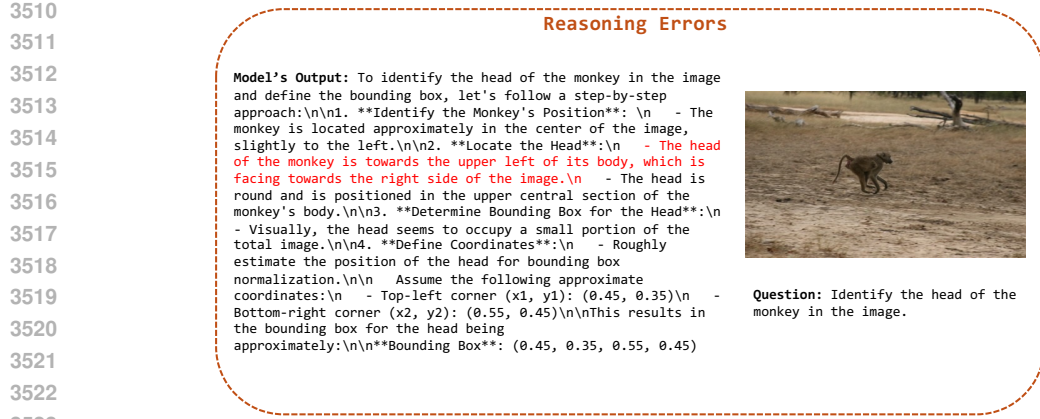 3510
Reasoning Errors
3511
3512
Model's Output: To identify the head of the monkey in the image
and define the bounding box, let's follow a step-by-step
3513
approach:\n\n1. **Identify the Monkey's Position**: \n   - The
monkey is located approximately in the center of the image,
3514
slightly to the left.\n\n2. **Locate the Head**:\n   - The head
3515
of the monkey is towards the upper left of its body, which is
facing towards the right side of the image.\n   - The head is
3516
round and is positioned in the upper central section of the
monkey's body.\n\n3. **Determine Bounding Box for the Head**:\n
3517
- Visually, the head seems to occupy a small portion of the
total image.\n\n4. **Define Coordinates**:\n   - Roughly
3518
estimate the position of the head for bounding box
normalization.\n\n   Assume the following approximate
3519
coordinates:\n   - Top-left corner (x1, y1): (0.45, 0.35)\n   -
Bottom-right corner (x2, y2): (0.55, 0.45)\n\nThis results in
3520
the bounding box for the head being
approximately:\n\n**Bounding Box**: (0.45, 0.35, 0.55, 0.45)
Question: Identify the head of the
monkey in the image.
3521
3522